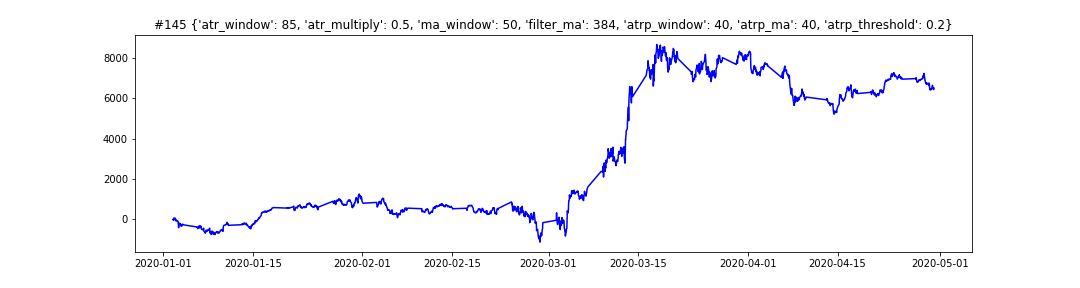 #145 {'atr_window': 85, 'atr_multiply': 0.5, 'ma_window': 50, 'filter_ma': 384, 'atrp_window': 40, 'atrp_ma': 40, 'atrp_threshold': 0.2}
8000
6000
4000
2000
0
2020-01-01 2020-01-15 2020-02-01 2020-02-15 2020-03-01 2020-03-15 2020-04-01 2020-04-15 2020-05-01